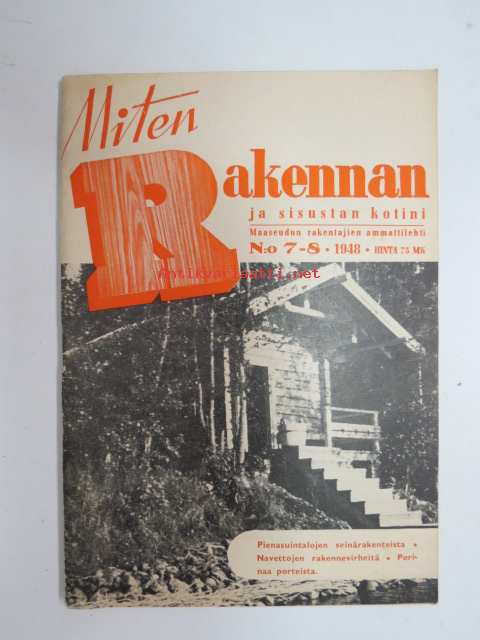 Miten
Rakennan
ja sisustan kotini
Maaseudun rakentajien ammattilehti
N:o 7-8 • 1948 • HINTA 75 MK
Antikvariaatti.net
Pienasuintalojen seinärakenteista •
Navettojen rakennevirheitä • Peri-
naa porteista.